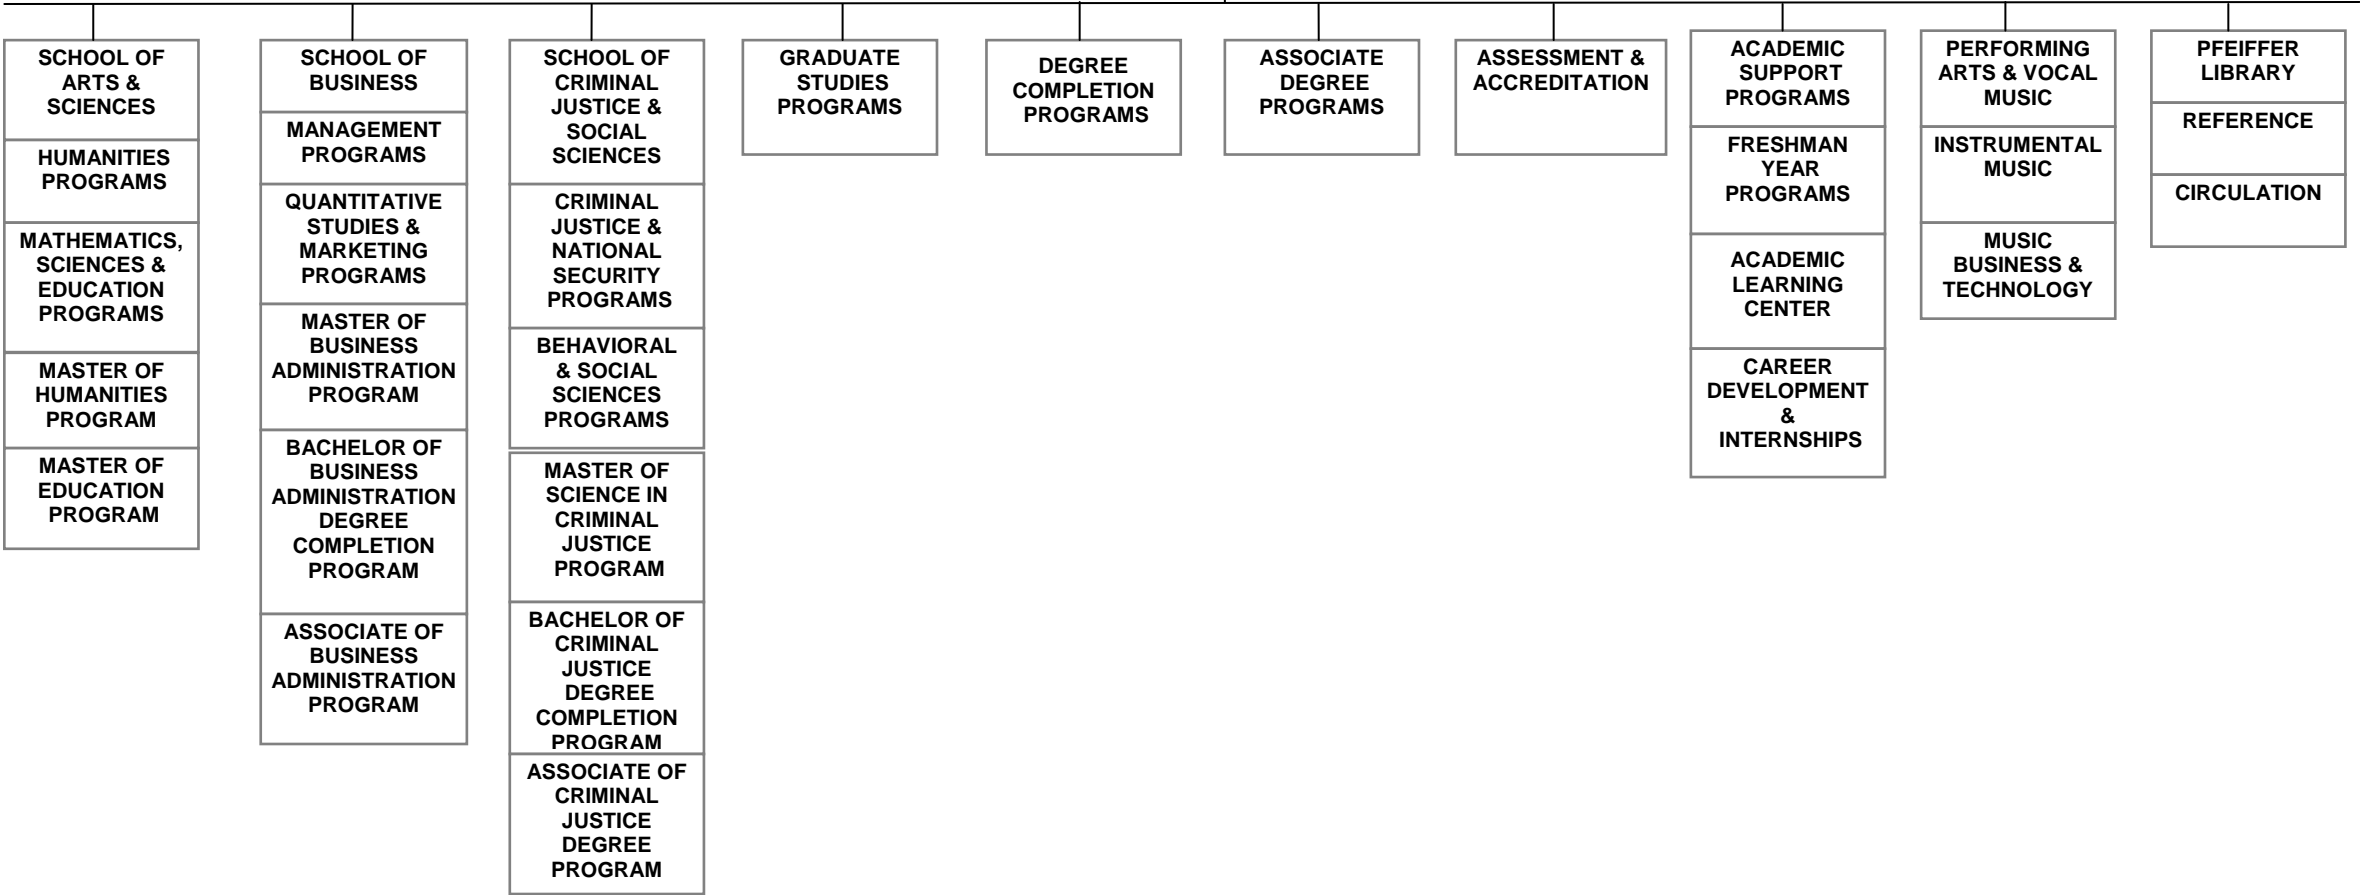 SCHOOL OF
ARTS &
SCIENCES
HUMANITIES
PROGRAMS
MATHEMATICS,
SCIENCES &
EDUCATION
PROGRAMS
MASTER OF
HUMANITIES
PROGRAM
MASTER OF
EDUCATION
PROGRAM
SCHOOL OF
BUSINESS
MANAGEMENT
PROGRAMS
QUANTITATIVE
STUDIES &
MARKETING
PROGRAMS
MASTER OF
BUSINESS
ADMINISTRATION
PROGRAM
BACHELOR OF
BUSINESS
ADMINISTRATION
DEGREE
COMPLETION
PROGRAM
ASSOCIATE OF
BUSINESS
ADMINISTRATION
PROGRAM
SCHOOL OF
CRIMINAL
JUSTICE &
SOCIAL
SCIENCES
CRIMINAL
JUSTICE &
NATIONAL
SECURITY
PROGRAMS
BEHAVIORAL
& SOCIAL
SCIENCES
PROGRAMS
MASTER OF
SCIENCE IN
CRIMINAL
JUSTICE
PROGRAM
BACHELOR OF
CRIMINAL
JUSTICE
DEGREE
COMPLETION
PROGRAM
ASSOCIATE OF
CRIMINAL
JUSTICE
DEGREE
PROGRAM
GRADUATE
STUDIES
PROGRAMS
DEGREE
COMPLETION
PROGRAMS
ASSOCIATE
DEGREE
PROGRAMS
ASSESSMENT &
ACCREDITATION
ACADEMIC
SUPPORT
PROGRAMS
FRESHMAN
YEAR
PROGRAMS
ACADEMIC
LEARNING
CENTER
CAREER
DEVELOPMENT
&
INTERNSHIPS
PERFORMING
ARTS & VOCAL
MUSIC
INSTRUMENTAL
MUSIC
MUSIC
BUSINESS &
TECHNOLOGY
PFEIFFER
LIBRARY
REFERENCE
CIRCULATION